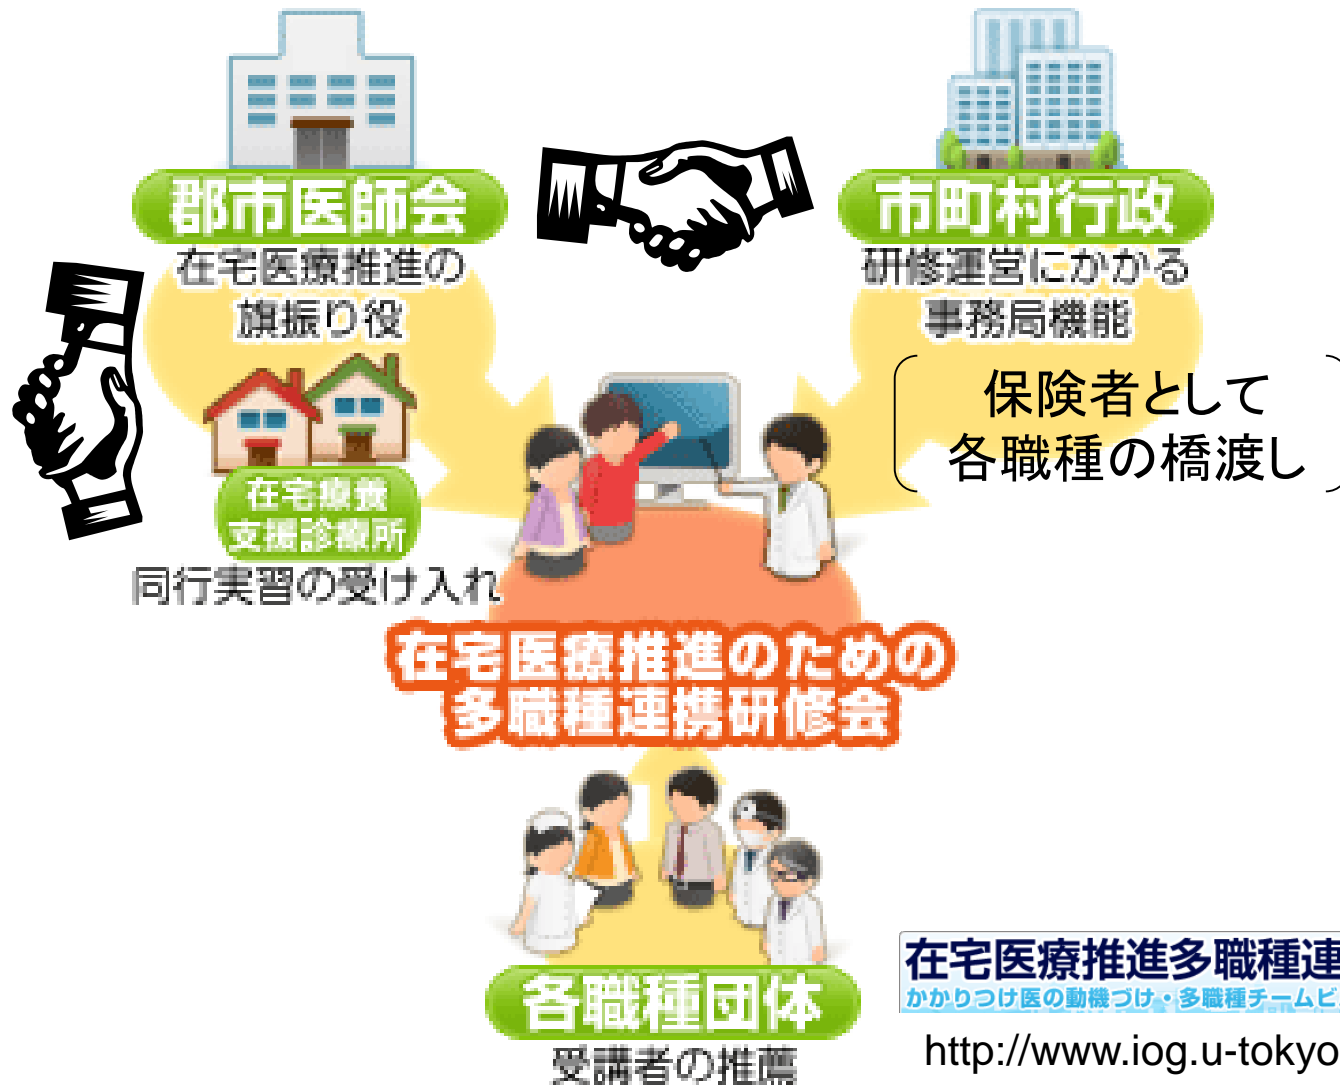 郡市医師会
在宅医療推進の
旗振り役
在宅療養
支援診療所
同行実習の受け入れ
市町村行政
研修運営にかかる
事務局機能
保険者として
各職種の橋渡し
在宅医療推進のための
多職種連携研修会
各職種団体
受講者の推薦
在宅医療推進多職種連
かかりつけ医の動機づけ・多職種チームビ
http://www.iog.u-tokyo